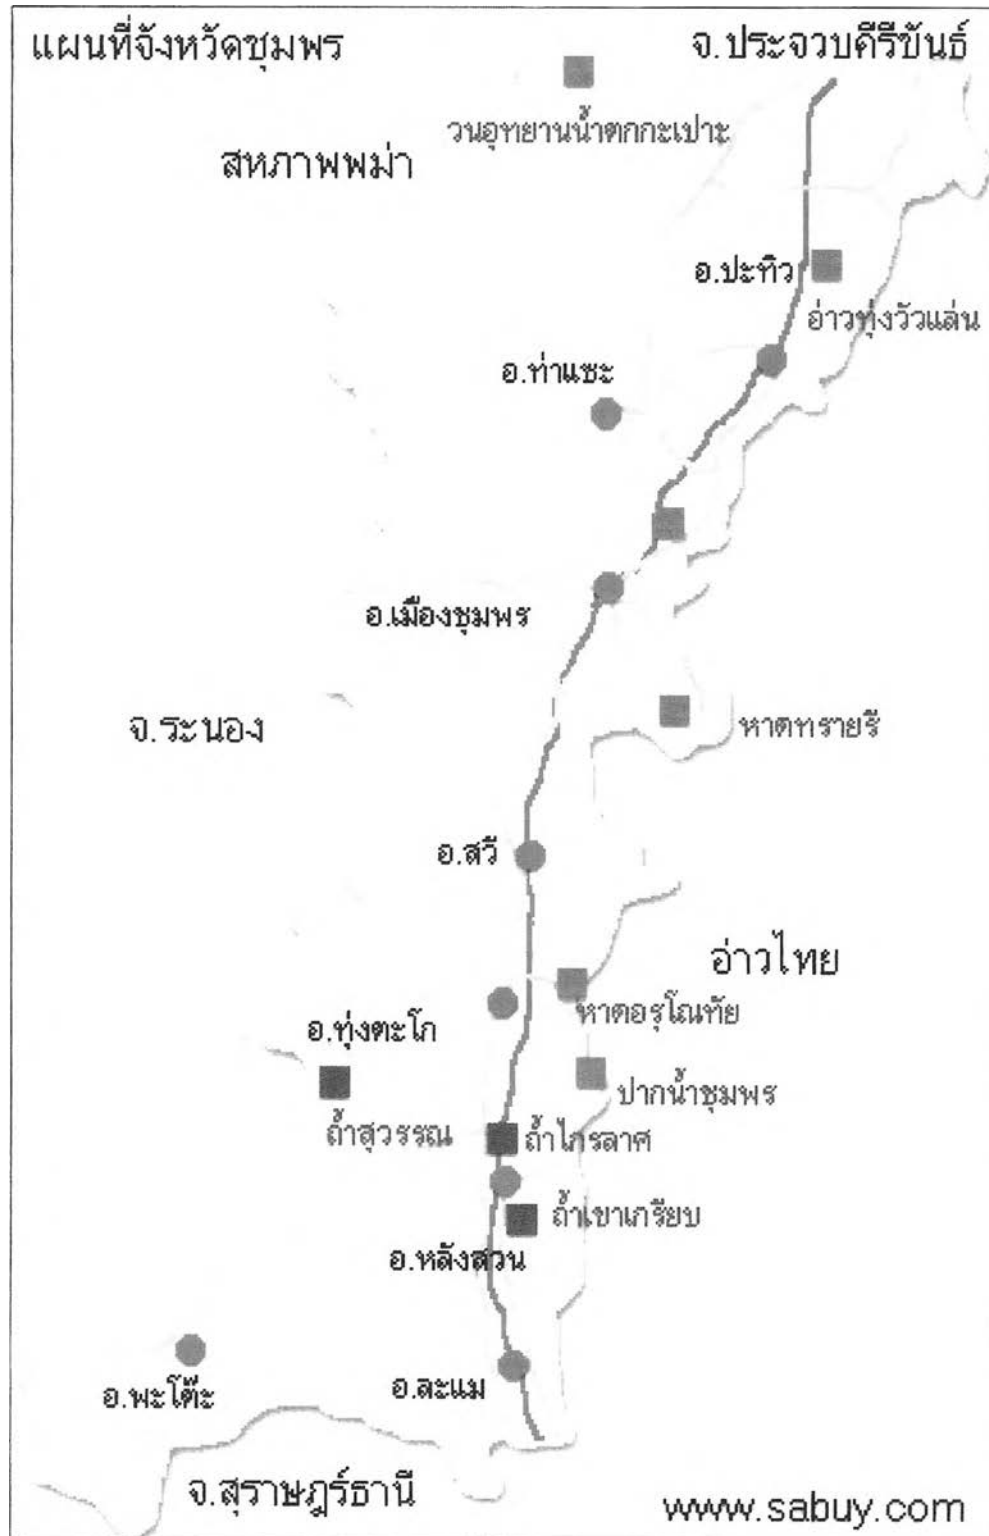 แผนที่จังหวัดชุมพร
จ.ประจวบคีรีขันธ์
วนอุทยานน้ำตกกะเปาะ
สหภาพพม่า
อ.ปะทิว
อ่าวทุ่งวัวแล่น
อ.ท่าแซะ
อ.เมืองชุมพร
จ.ระนอง
หาดทรายรี
อ.สวี
อ่าวไทย
หาดอรุโณทัย
อ.ทุ่งตะโก
ปากน้ำชุมพร
ถ้ำสุวรรณ
ถ้ำไกรลาศ
ถ้ำเขาเกรียบ
อ.หลังสวน
อ.พะโต๊ะ
อ.ละแม
จ.สุราษฎร์ธานี
www.sabuy.com